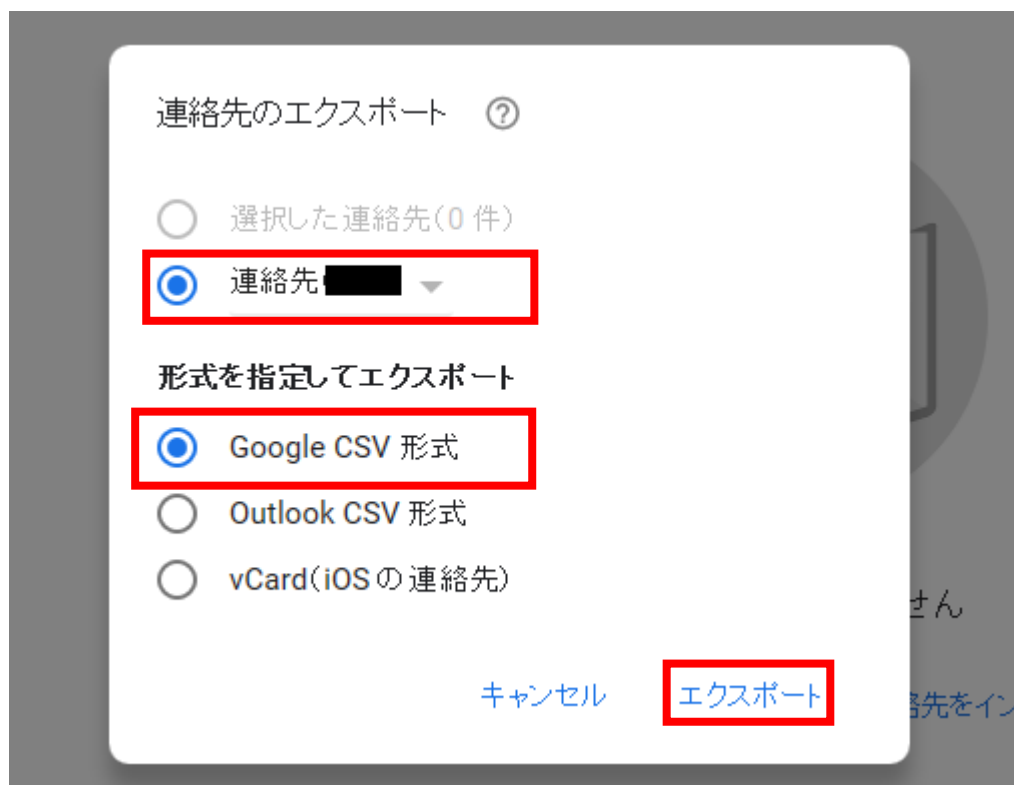 連絡先のエクスポート ?
選択した連絡先(0 件)
連絡先
形式を指定してエクスポート
Google CSV 形式
Outlook CSV 形式
vCard(iOS の連絡先)
せん
キャンセル エクスポート
絡先をイン